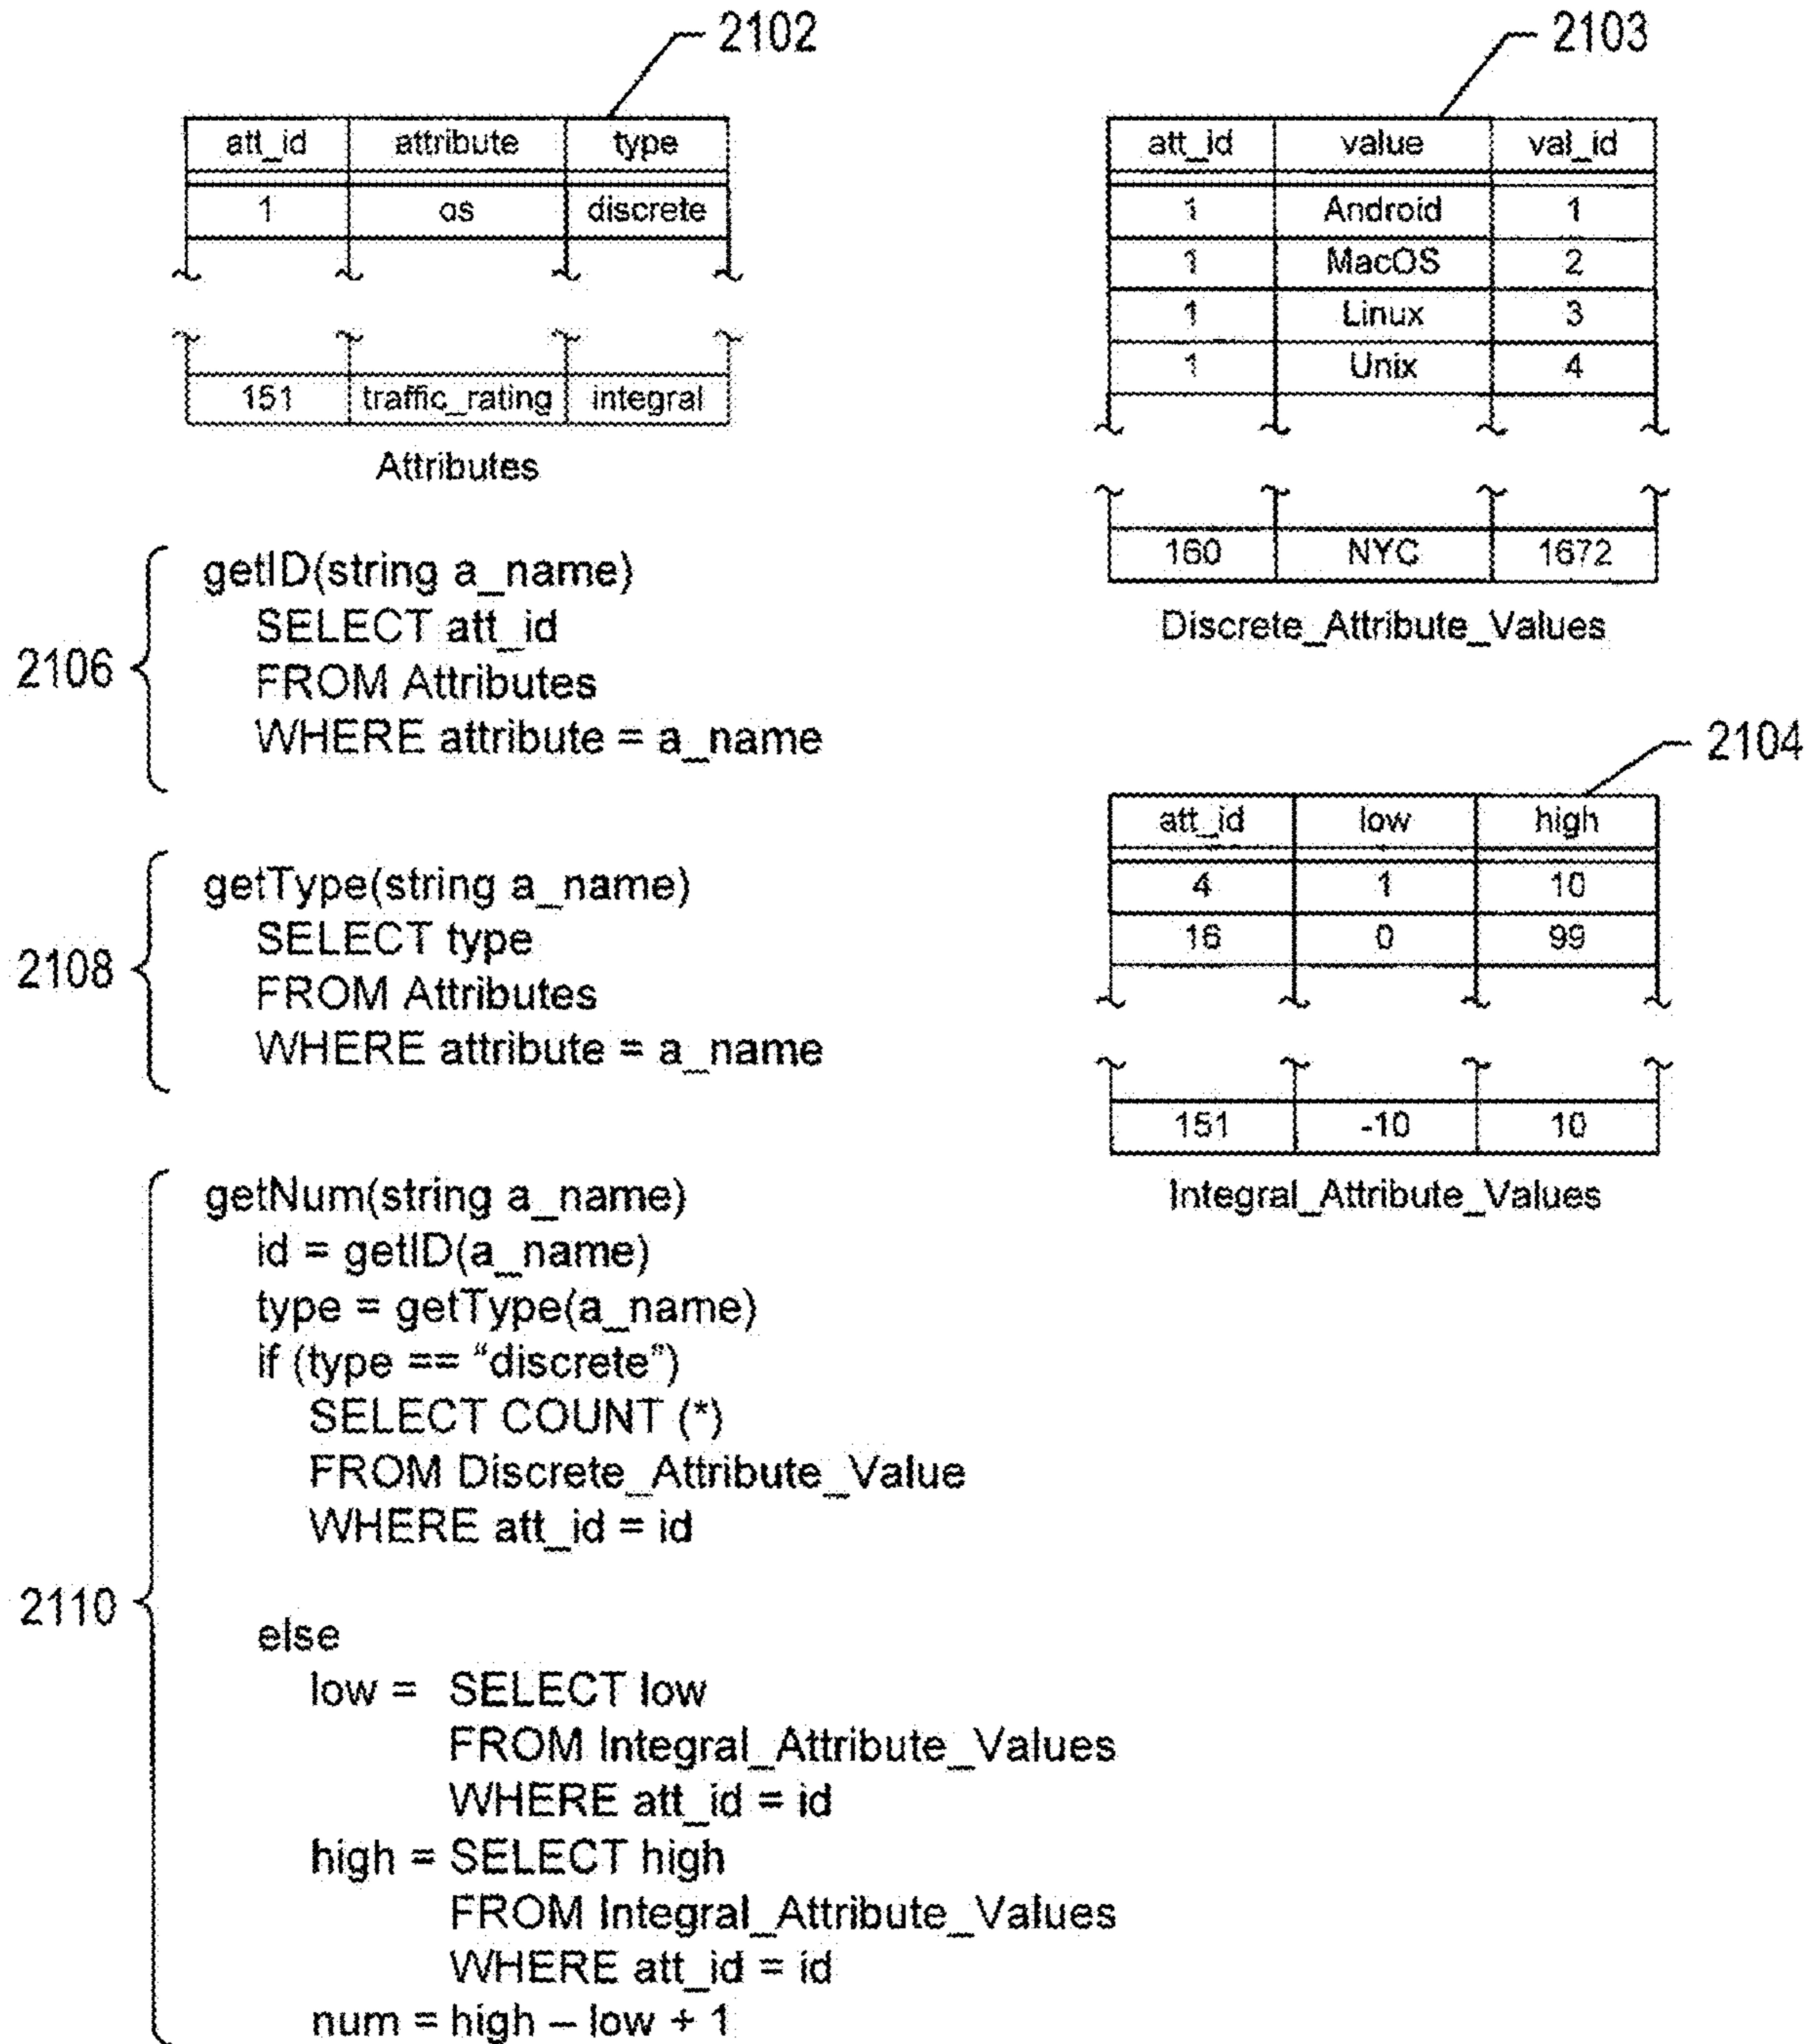 2102
att_id attribute type
1 os discrete
151 traffic_rating integral
Attributes
2103
att_id value val_id
1 Android 1
1 MacOS 2
1 Linux 3
1 Unix 4
160 NYC 1672
Discrete_Attribute_Values
2106
getID(string a_name)
SELECT att_id
FROM Attributes
WHERE attribute = a_name
2104
att_id low high
4 1 10
16 0 99
151 -10 10
Integral_Attribute_Values
2108
getType(string a_name)
SELECT type
FROM Attributes
WHERE attribute = a_name
2110
getNum(string a_name)
id = getID(a_name)
type = getType(a_name)
if (type == “discrete”)
SELECT COUNT (*)
FROM Discrete_Attribute_Value
WHERE att_id = id
else
low = SELECT low
FROM Integral_Attribute_Values
WHERE att_id = id
high = SELECT high
FROM Integral_Attribute_Values
WHERE att_id = id
num = high – low + 1